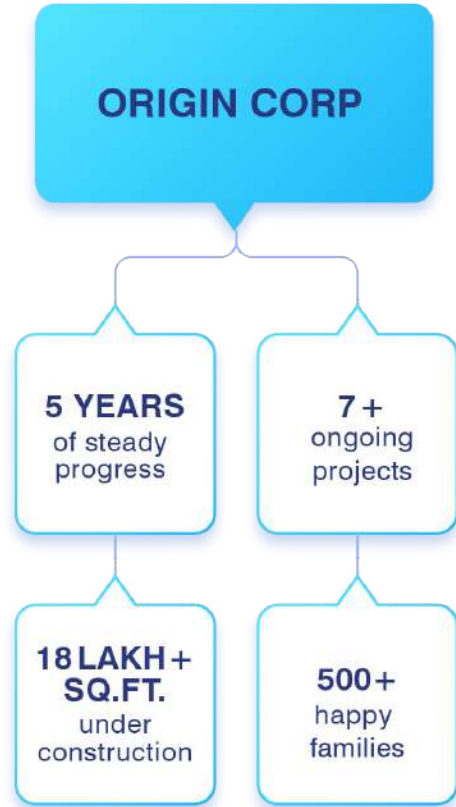 ORIGIN CORP
5 YEARS
of steady
progress
7+
ongoing
projects
18 LAKH+
SQ.FT.
under
construction
500+
happy
families